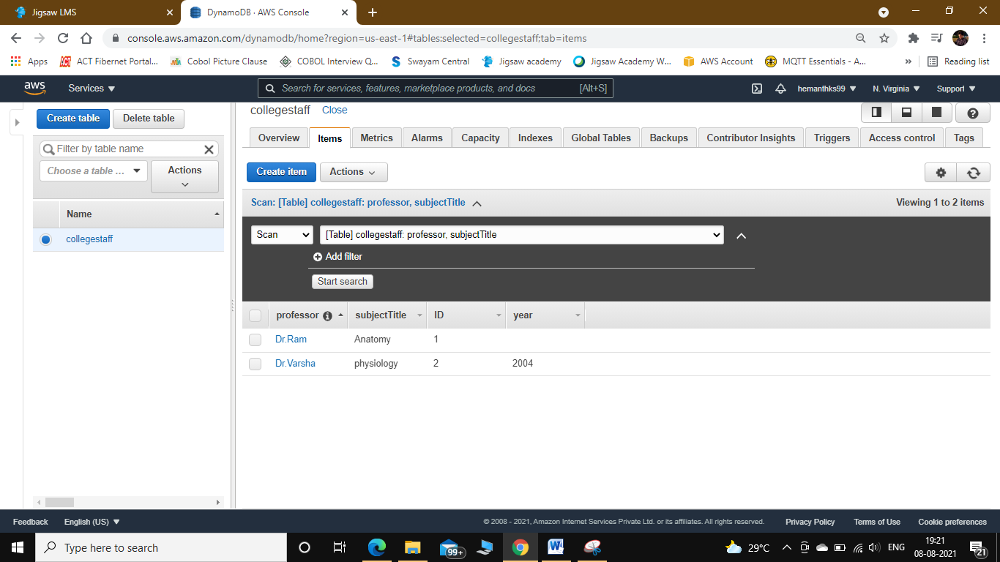 Jigsaw LMS
DynamoDB · AWS Console
console.aws.amazon.com/dynamodb/home?region=us-east-1#tables:selected=collegestaff;tab=items
Apps ACT Fibernet Portal... Cobol Picture Clause COBOL Interview Q... Swayam Central Jigsaw academy Jigsaw Academy W... AWS Account MQTT Essentials - A... » Reading list
aws Services Search for services, features, marketplace products, and docs [Alt+S] hemanthks99 N. Virginia Support
Create table Delete table
collegestaff Close
Overview Items Metrics Alarms Capacity Indexes Global Tables Backups Contributor Insights Triggers Access control Tags
Filter by table name
Choose a table ... Actions
Create item Actions
Scan: [Table] collegestaff: professor, subjectTitle Viewing 1 to 2 items
Name
collegestaff
Scan [Table] collegestaff: professor, subjectTitle
Add filter
Start search
professor subjectTitle ID year
Dr.Ram Anatomy 1
Dr.Varsha physiology 2 2004
Feedback English (US) © 2008 - 2021, Amazon Internet Services Private Ltd. or its affiliates. All rights reserved. Privacy Policy Terms of Use Cookie preferences
Type here to search 99+ 29°C ENG 19:21
08-08-2021 21